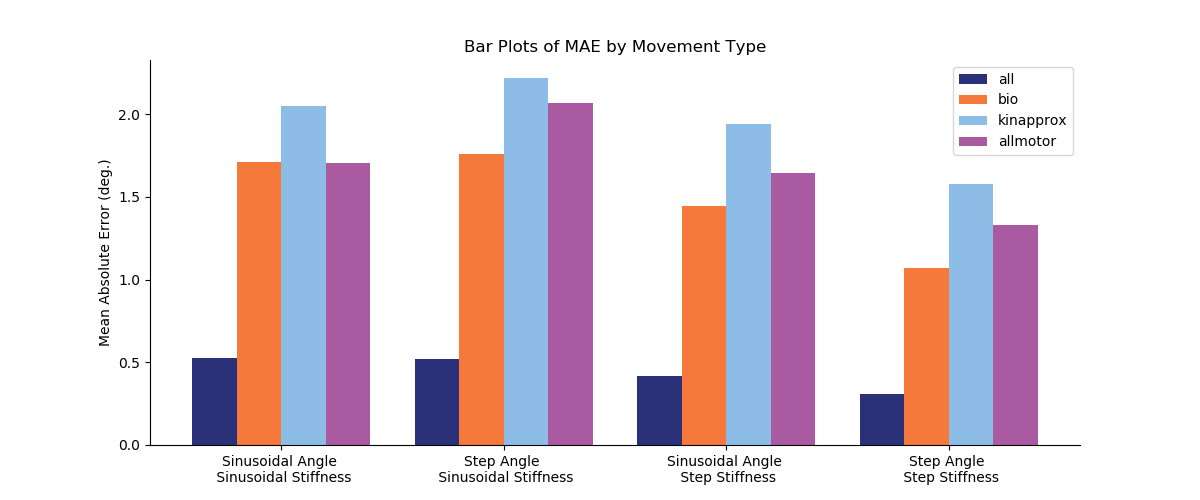 Bar Plots of MAE by Movement Type
Mean Absolute Error (deg.)
2.0
1.5
1.0
0.5
0.0
all
bio
kinapprox
allmotor
Sinusoidal Angle
Sinusoidal Stiffness
Step Angle
Sinusoidal Stiffness
Sinusoidal Angle
Step Stiffness
Step Angle
Step Stiffness